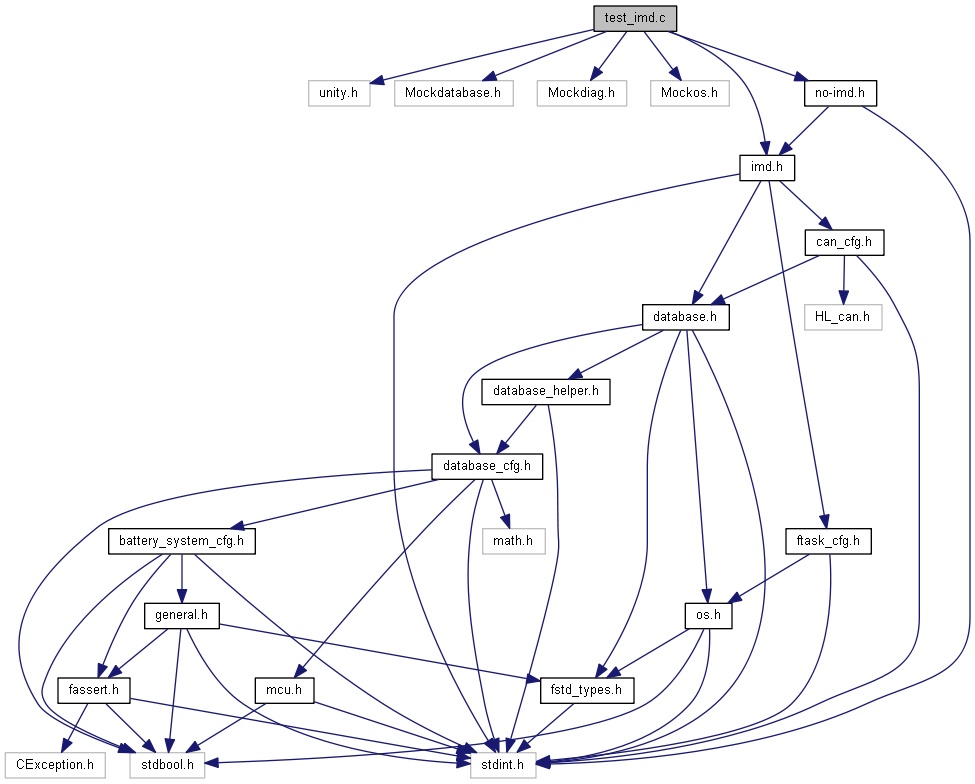 test_imd.c
unity.h
Mockdatabase.h
Mockdiag.h
Mockos.h
no-imd.h
imd.h
can_cfg.h
database.h
HL_can.h
database_helper.h
database_cfg.h
battery_system_cfg.h
math.h
ftask_cfg.h
general.h
os.h
fassert.h
mcu.h
fstd_types.h
CException.h
stdbool.h
stdint.h